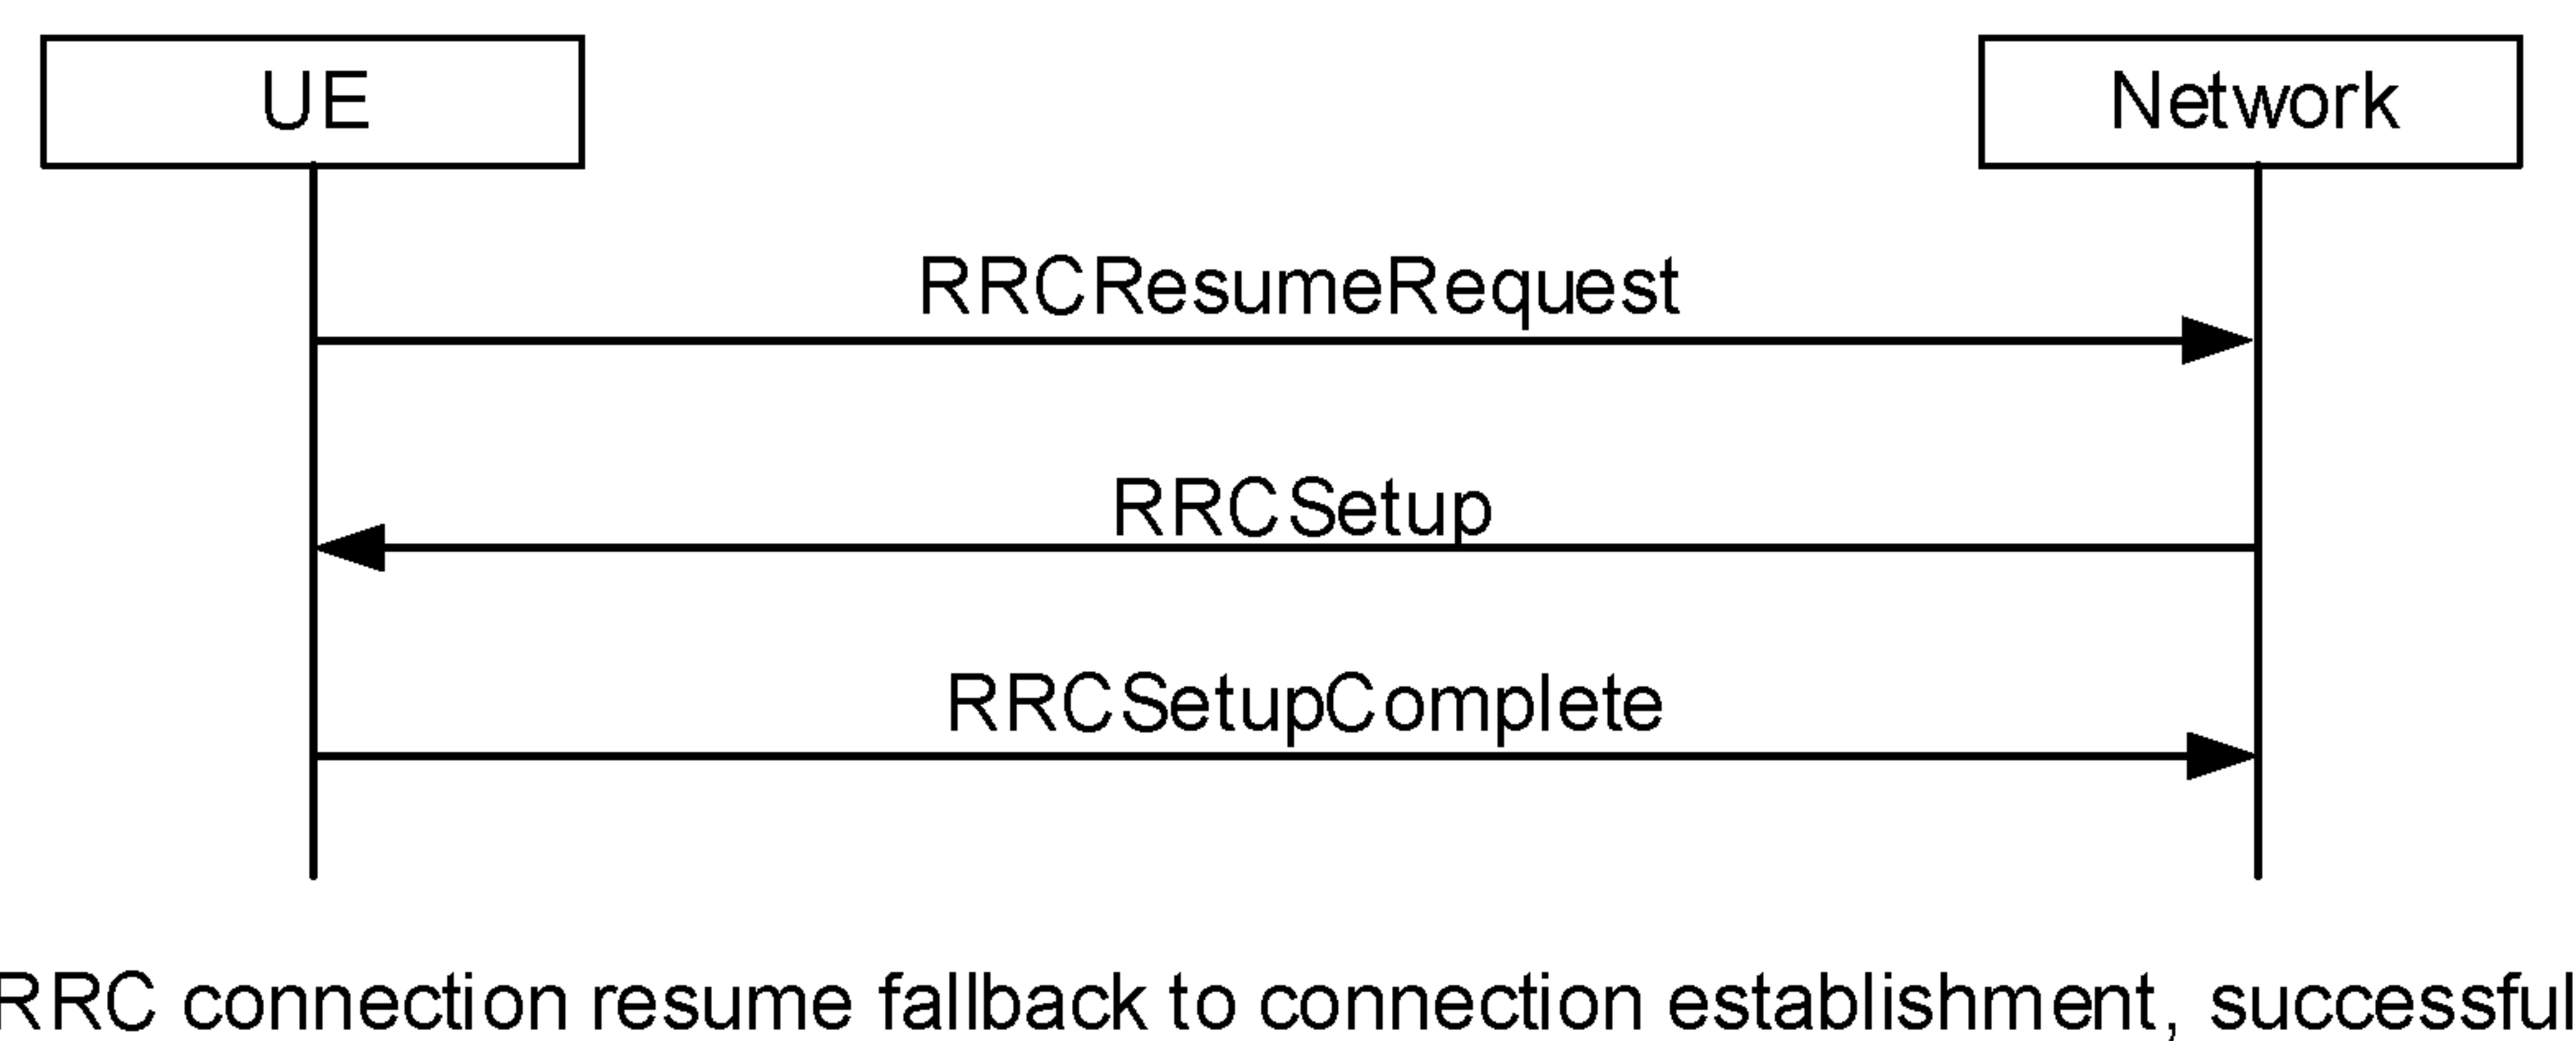 UE
Network
RRCResumeRequest
RRCSetup
RRCSetupComplete
RRC connection resume fallback to connection establishment, successful